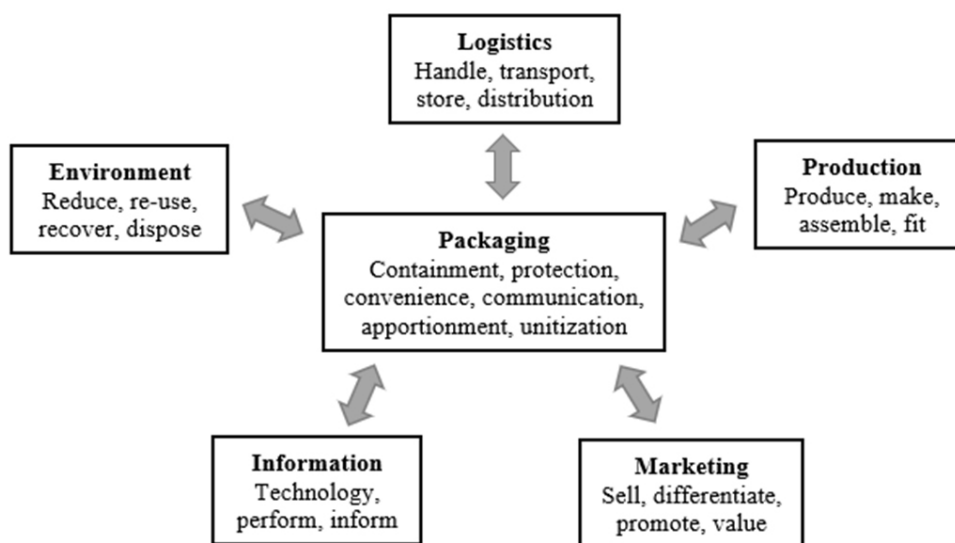 Logistics
Handle, transport,
store, distribution
Environment
Reduce, re-use,
recover, dispose
Production
Produce, make,
assemble, fit
Packaging
Containment, protection,
convenience, communication,
apportionment, unitization
Information
Technology,
perform, inform
Marketing
Sell, differentiate,
promote, value